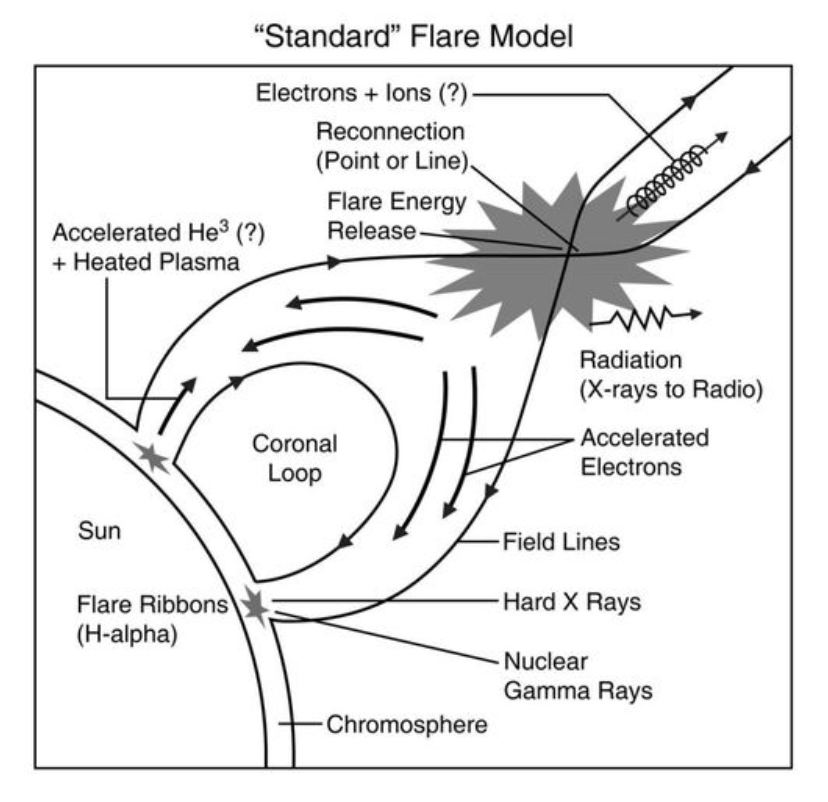 “Standard” Flare Model
Electrons + Ions (?)
Reconnection
(Point or Line)
Flare Energy
Release
Accelerated He³ (?)
+ Heated Plasma
Radiation
(X-rays to Radio)
Coronal
Loop
Accelerated
Electrons
Sun
Field Lines
Flare Ribbons
(H-alpha)
Hard X Rays
Nuclear
Gamma Rays
Chromosphere